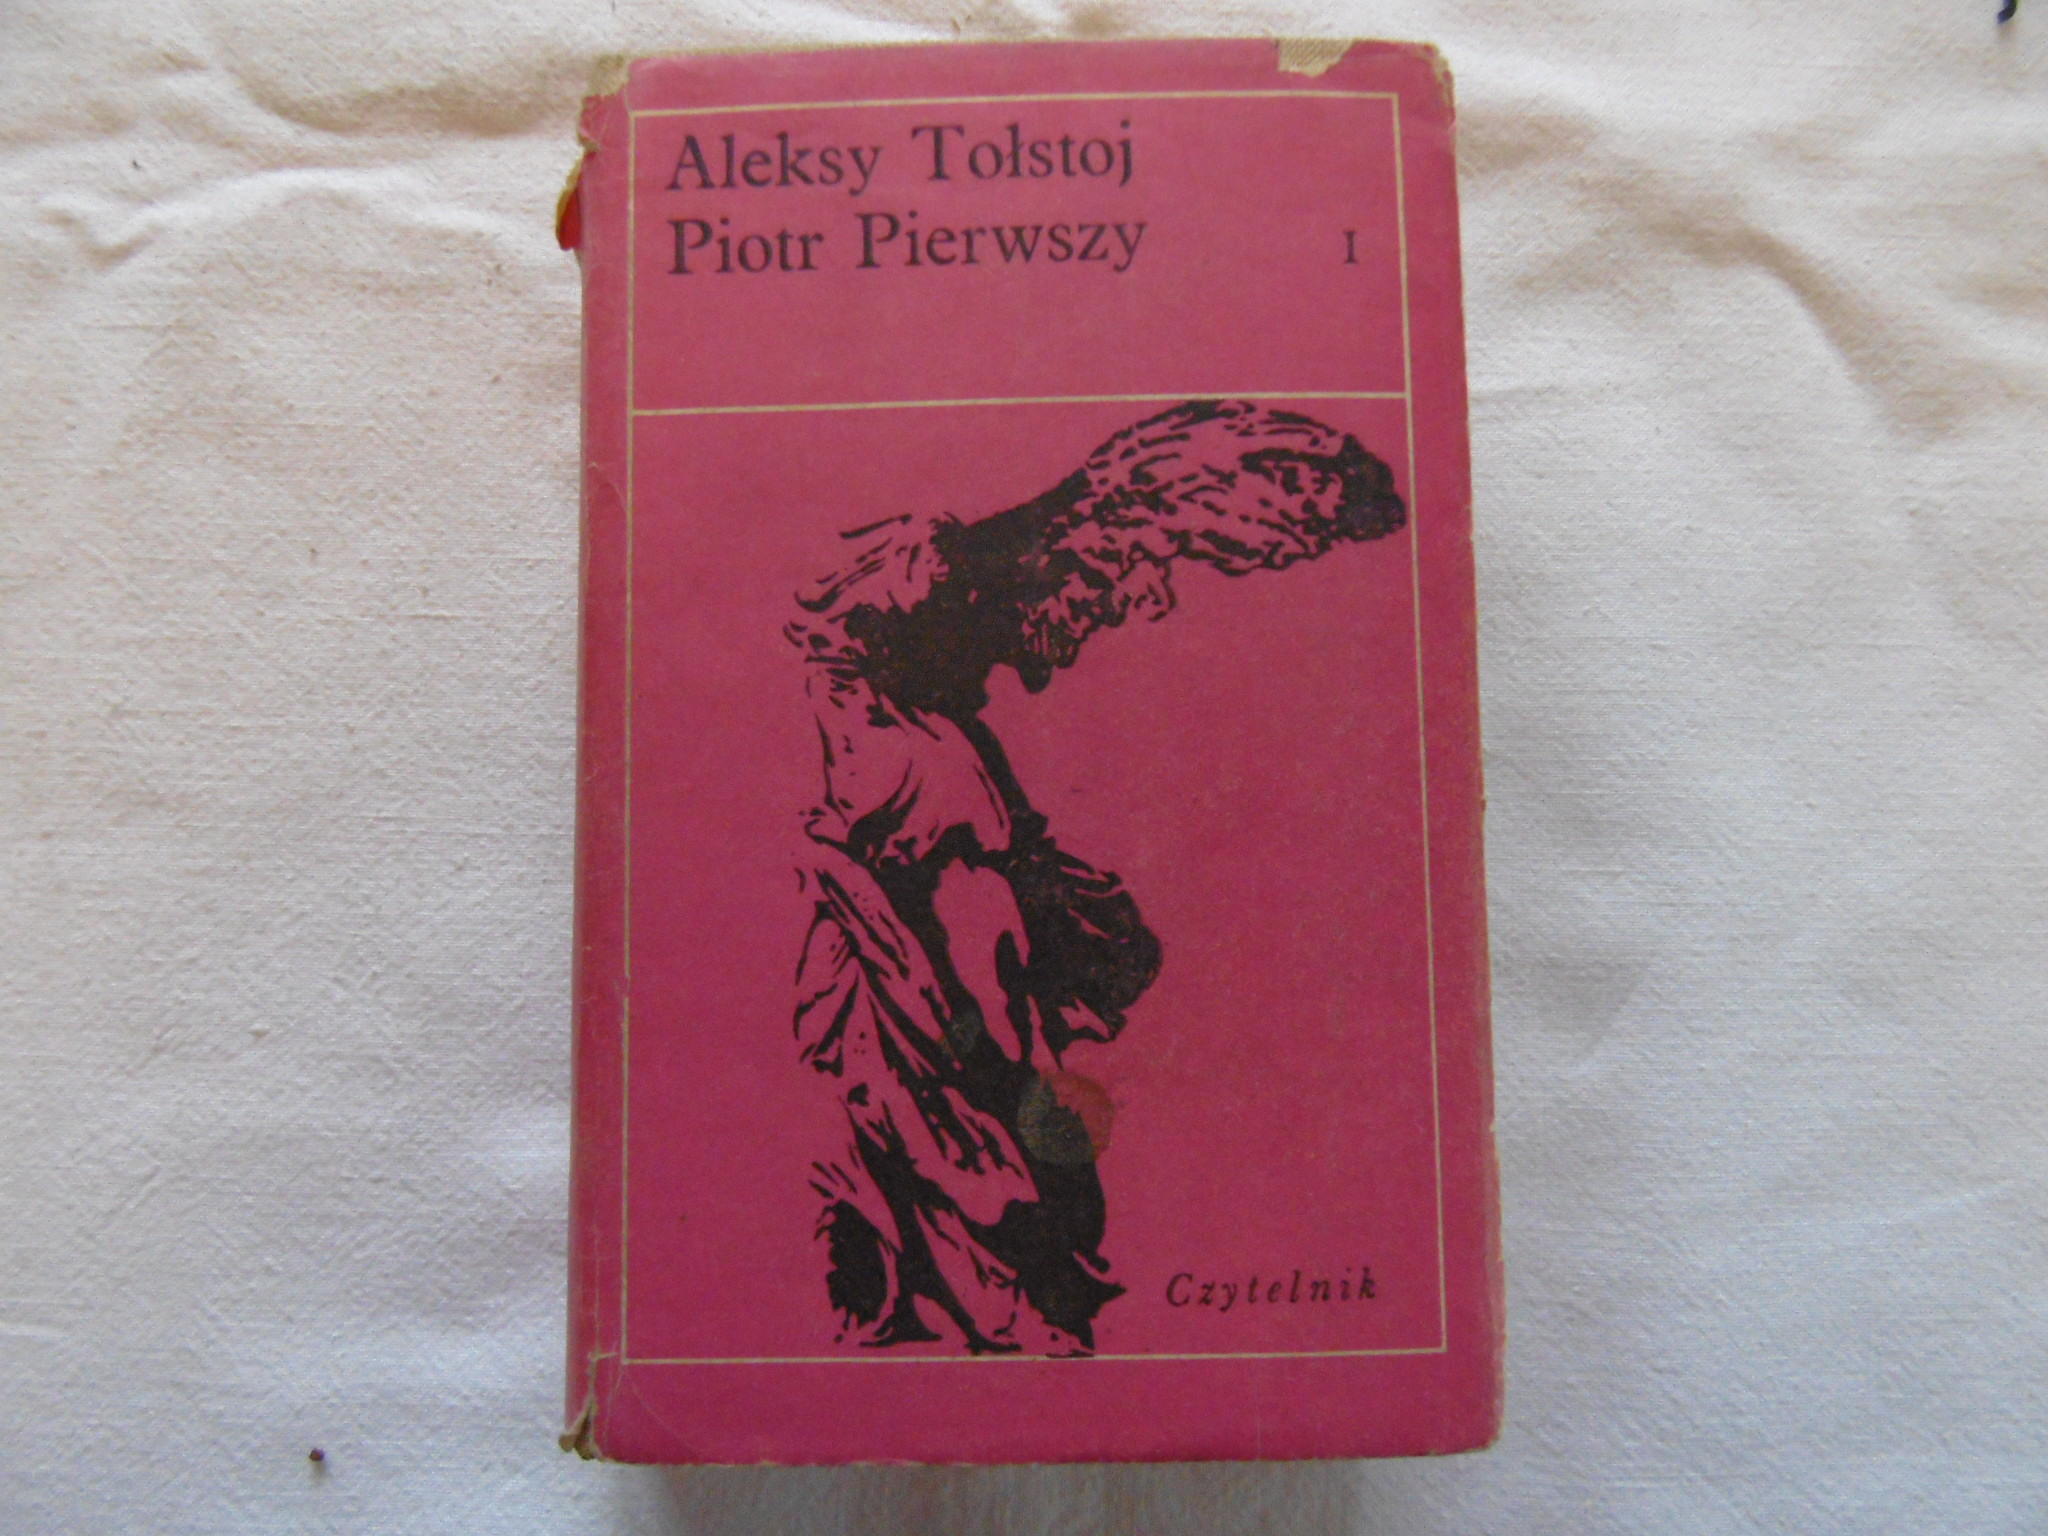 Aleksy Tołstoj
Piotr Pierwszy I
Czytelnik